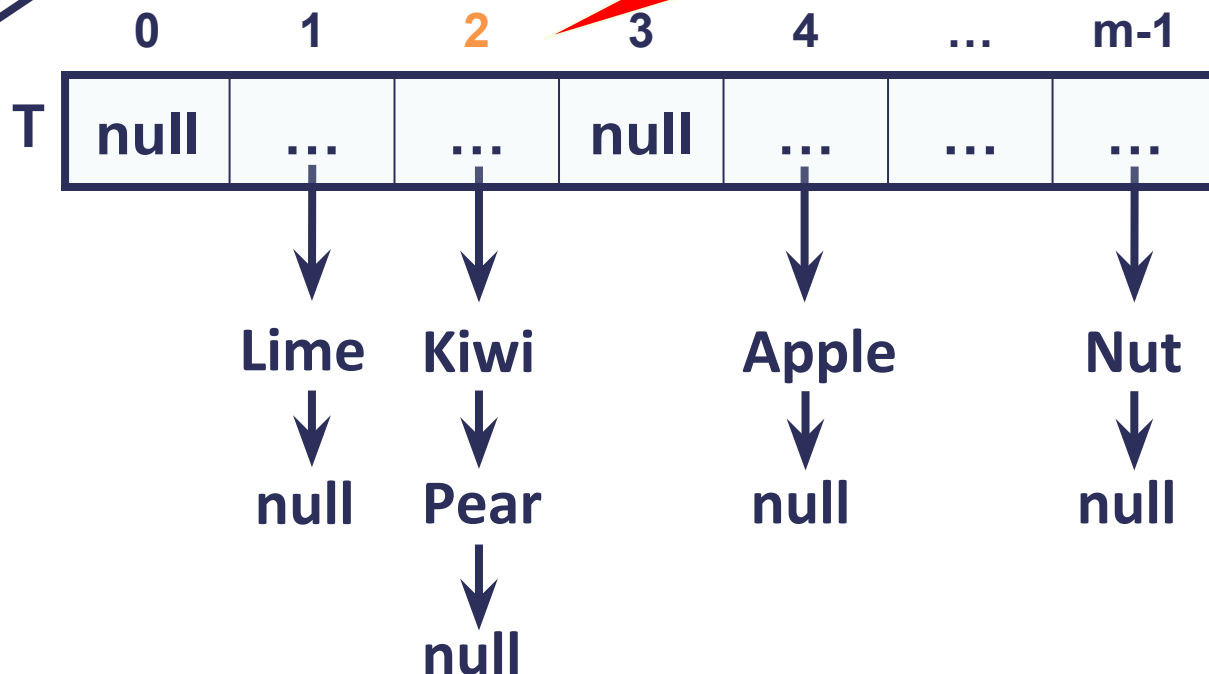 0 1 2 3 4 ... m-1
T null ... ... null ... ... ...
Lime Kiwi Apple Nut
null Pear null null
null